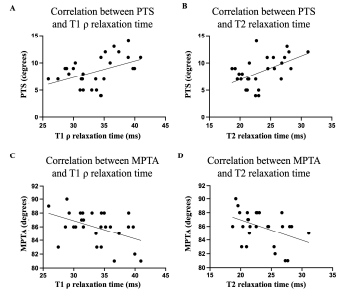 A
Correlation between PTS
and T1 ρ relaxation time
PTS (cegrees)
15
10
5
0
25 30 35 40 45
T1 ρ relaxation time (ms)
B
Correlation between PTS
and T2 relaxation time
PTS (cegrees)
15
10
5
0
15 20 25 30 35
T2 relaxation time (ms)
C
Correlation between MPTA
and T1 ρ relaxation time
MPTA (degrees)
92
90
88
86
84
82
80
25 30 35 40 45
T1 ρ relaxation time (ms)
D
Correlation between MPTA
and T2 relaxation time
MPTA (degrees)
92
90
88
86
84
82
80
15 20 25 30 35
T2 relaxation time (ms)